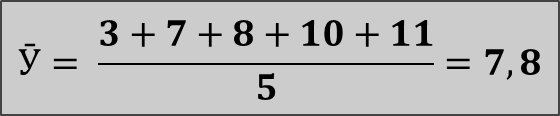 ȳ = (3 + 7 + 8 + 10 + 11) / 5 = 7,8